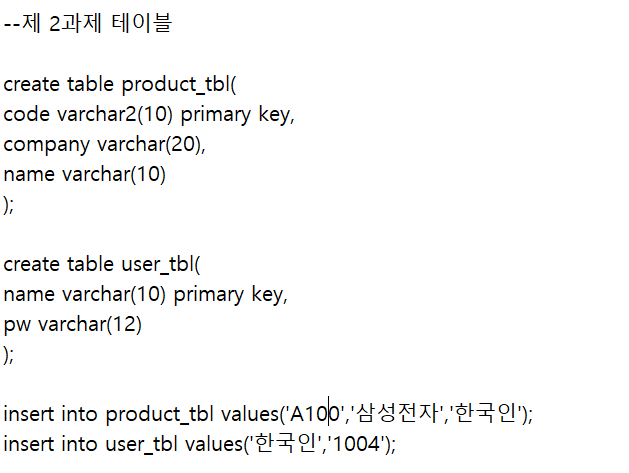 --제 2과제 테이블
create table product_tbl(
code varchar2(10) primary key,
company varchar(20),
name varchar(10)
);
create table user_tbl(
name varchar(10) primary key,
pw varchar(12)
);
insert into product_tbl values('A100','삼성전자','한국인');
insert into user_tbl values('한국인','1004');